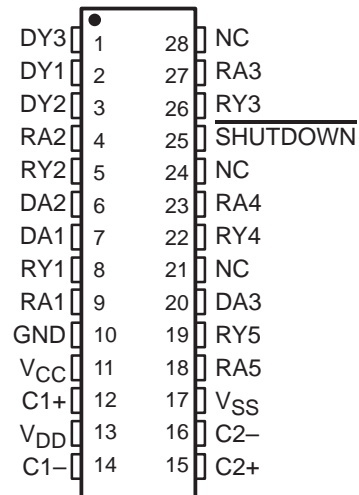 DY3 1 28 NC
DY1 2 27 RA3
DY2 3 26 RY3
RA2 4 25 SHUTDOWN
RY2 5 24 NC
DA2 6 23 RA4
DA1 7 22 RY4
RY1 8 21 NC
RA1 9 20 DA3
GND 10 19 RY5
VCC 11 18 RA5
C1+ 12 17 VSS
VDD 13 16 C2–
C1– 14 15 C2+